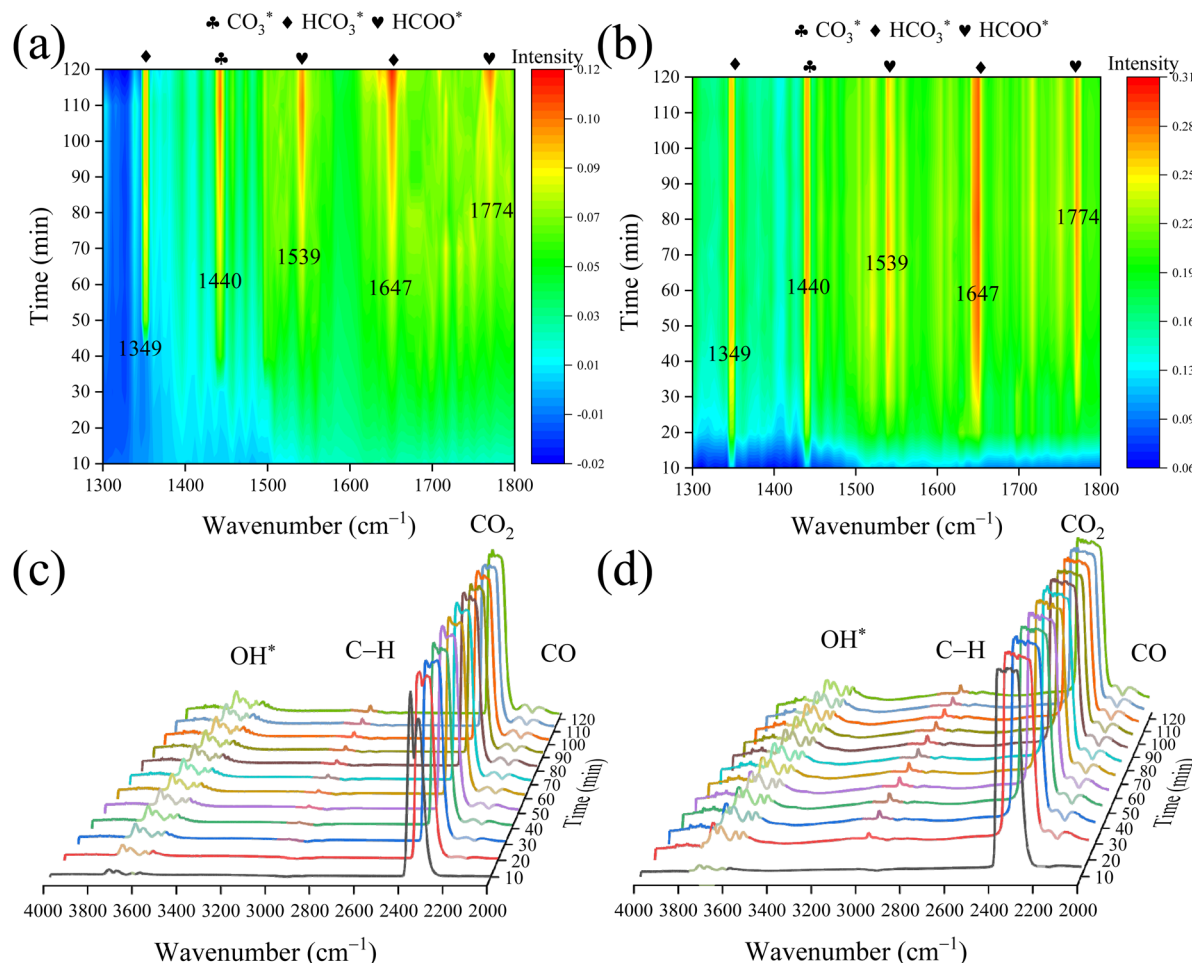 (a)
♣ CO₃* ♦ HCO₃* ♥ HCOO*
Intensity
♦ ♣ ♥ ♦ ♥
120
110
100
90
80
70
60
50
40
30
20
10
Time (min)
1349
1440
1539
1647
1774
1300 1400 1500 1600 1700 1800
Wavenumber (cm⁻¹)
0.12
0.10
0.09
0.07
0.05
0.03
0.01
-0.01
-0.02
(b)
♣ CO₃* ♦ HCO₃* ♥ HCOO*
Intensity
♦ ♣ ♥ ♦ ♥
120
110
100
90
80
70
60
50
40
30
20
10
Time (min)
1349
1440
1539
1647
1774
1300 1400 1500 1600 1700 1800
Wavenumber (cm⁻¹)
0.31
0.28
0.25
0.22
0.18
0.16
0.13
0.09
0.06
(c)
CO₂
OH*
C–H
CO
120
110
100
90
80
70
60
50
40
30
20
10
Time (min)
4000 3800 3600 3400 3200 3000 2800 2600 2400 2200 2000
Wavenumber (cm⁻¹)
(d)
CO₂
OH*
C–H
CO
120
110
100
90
80
70
60
50
40
30
20
10
Time (min)
4000 3800 3600 3400 3200 3000 2800 2600 2400 2200 2000
Wavenumber (cm⁻¹)